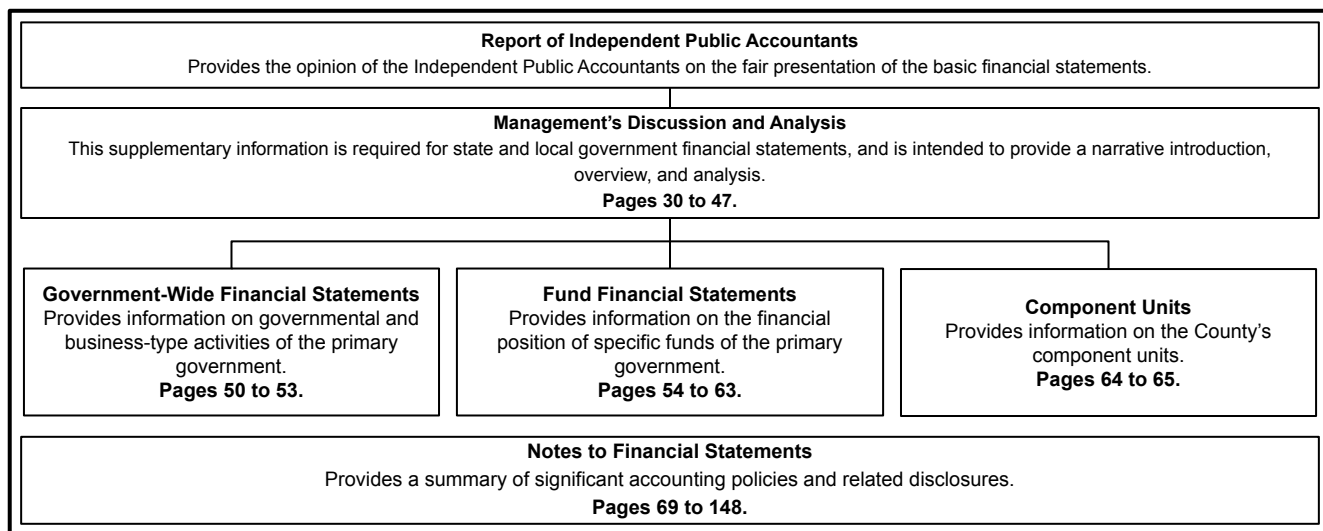 Report of Independent Public Accountants
Provides the opinion of the Independent Public Accountants on the fair presentation of the basic financial statements.
Management’s Discussion and Analysis
This supplementary information is required for state and local government financial statements, and is intended to provide a narrative introduction,
overview, and analysis.
Pages 30 to 47.
Government-Wide Financial Statements
Provides information on governmental and
business-type activities of the primary
government.
Pages 50 to 53.
Fund Financial Statements
Provides information on the financial
position of specific funds of the primary
government.
Pages 54 to 63.
Component Units
Provides information on the County’s
component units.
Pages 64 to 65.
Notes to Financial Statements
Provides a summary of significant accounting policies and related disclosures.
Pages 69 to 148.